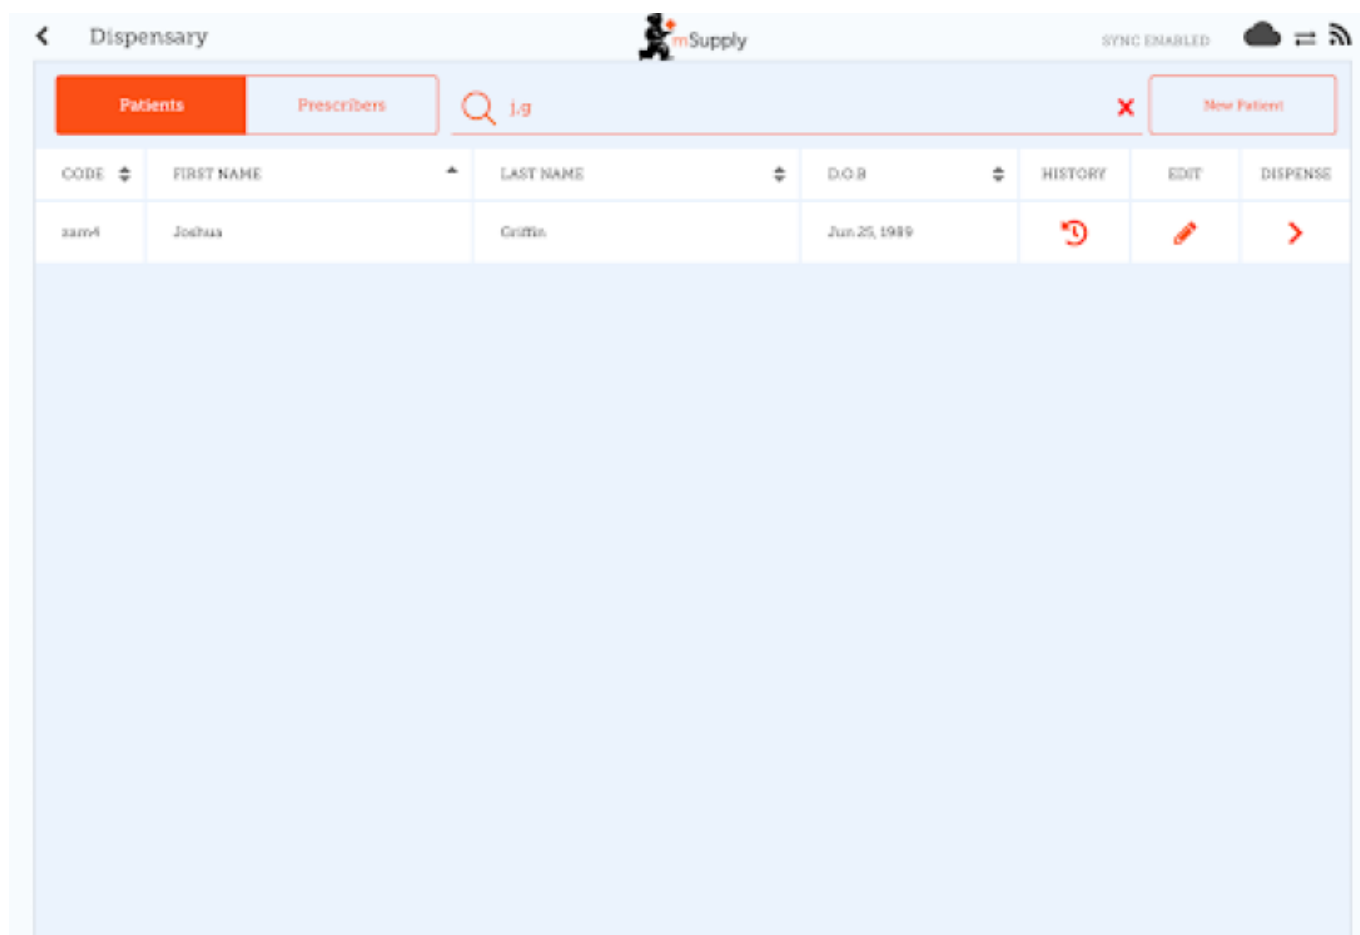 Dispensary
mSupply
SYNC ENABLED
Patients
Prescribers
j.g
New Patient
CODE FIRST NAME LAST NAME D.O.B HISTORY EDIT DISPENSE
zam4 Joshua Griffin Jun 25, 1989